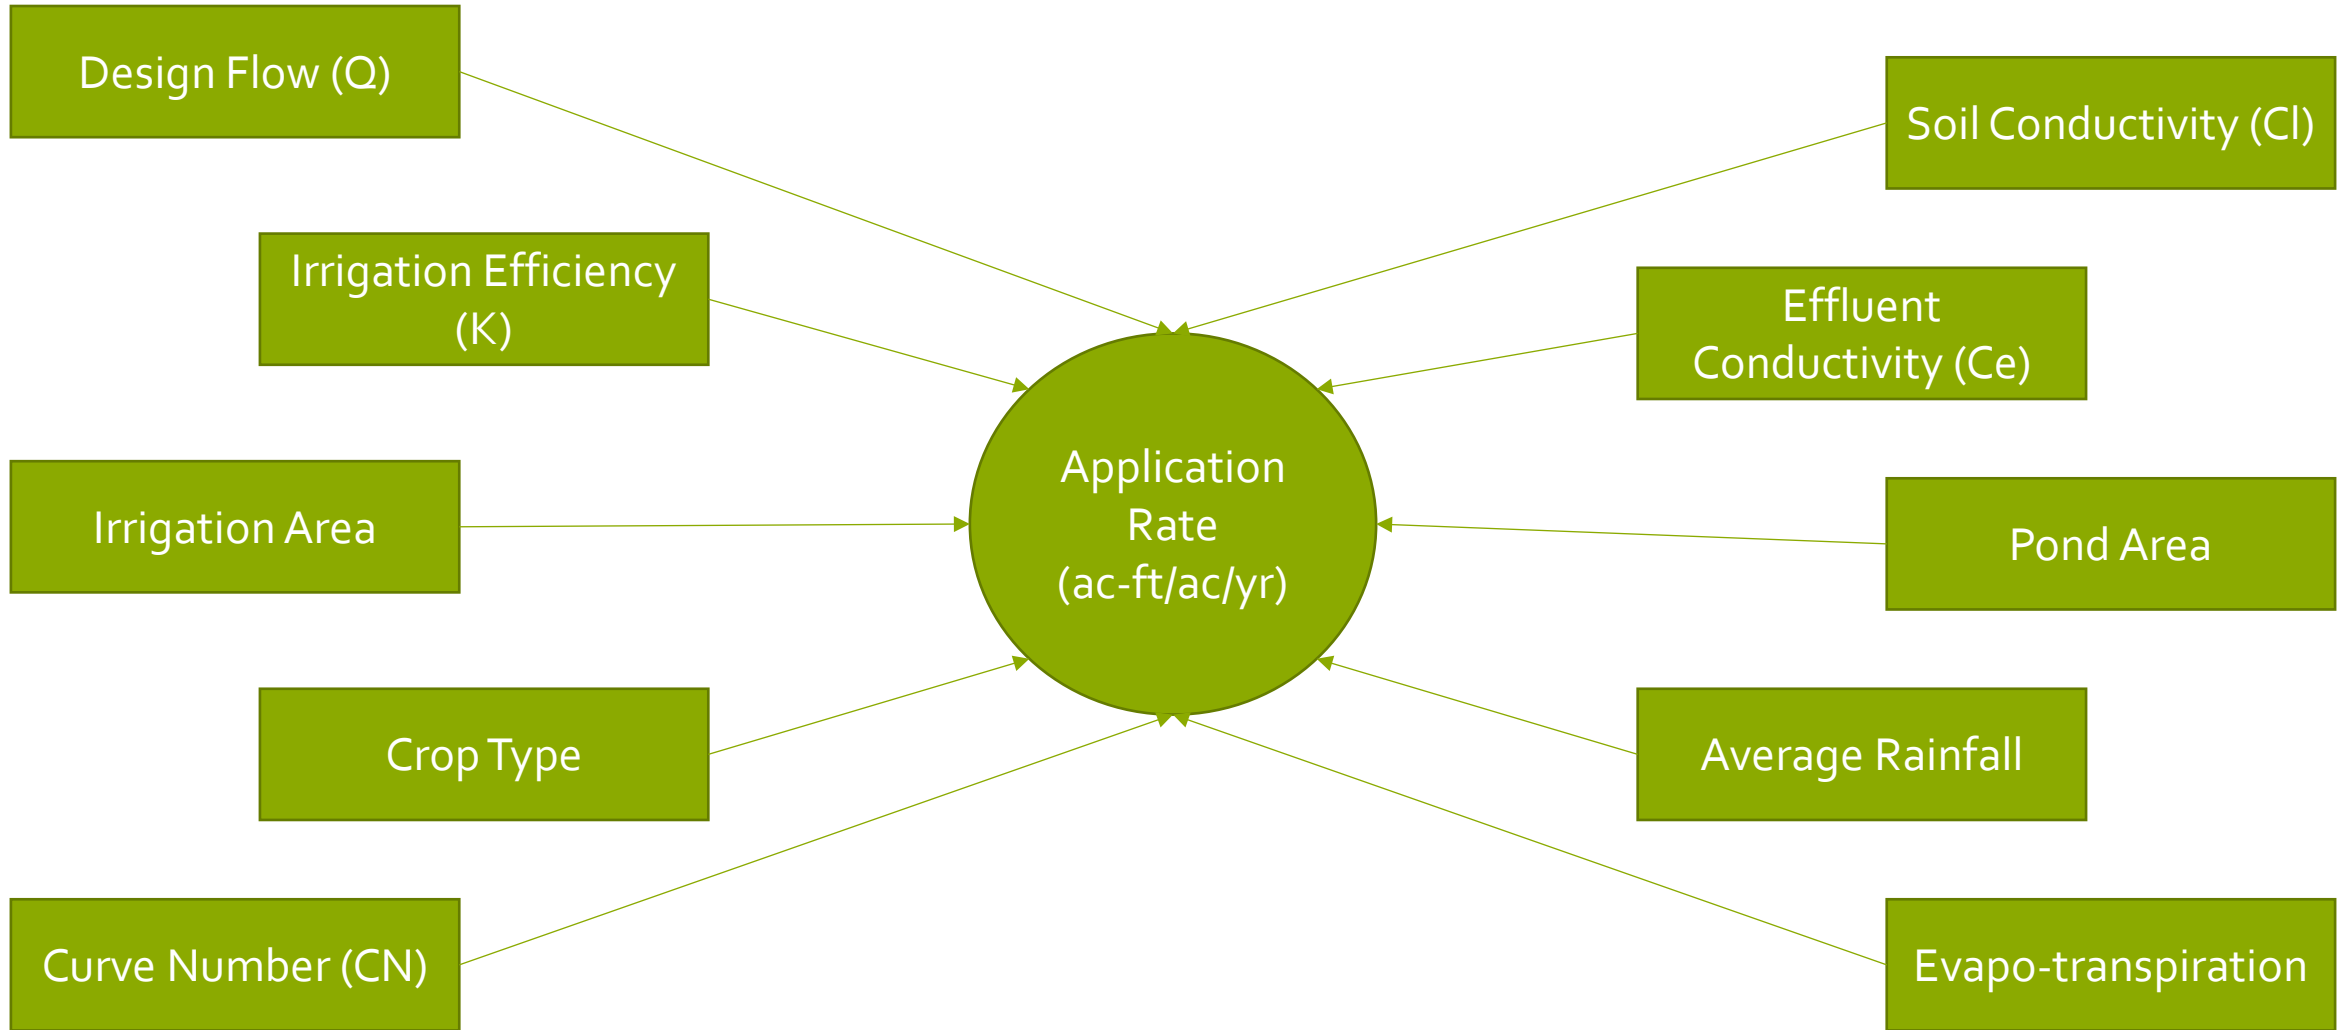 Design Flow (Q)
Irrigation Efficiency
(K)
Irrigation Area
Crop Type
Curve Number (CN)
Application
Rate
(ac-ft/ac/yr)
Soil Conductivity (Cl)
Effluent
Conductivity (Ce)
Pond Area
Average Rainfall
Evapo-transpiration